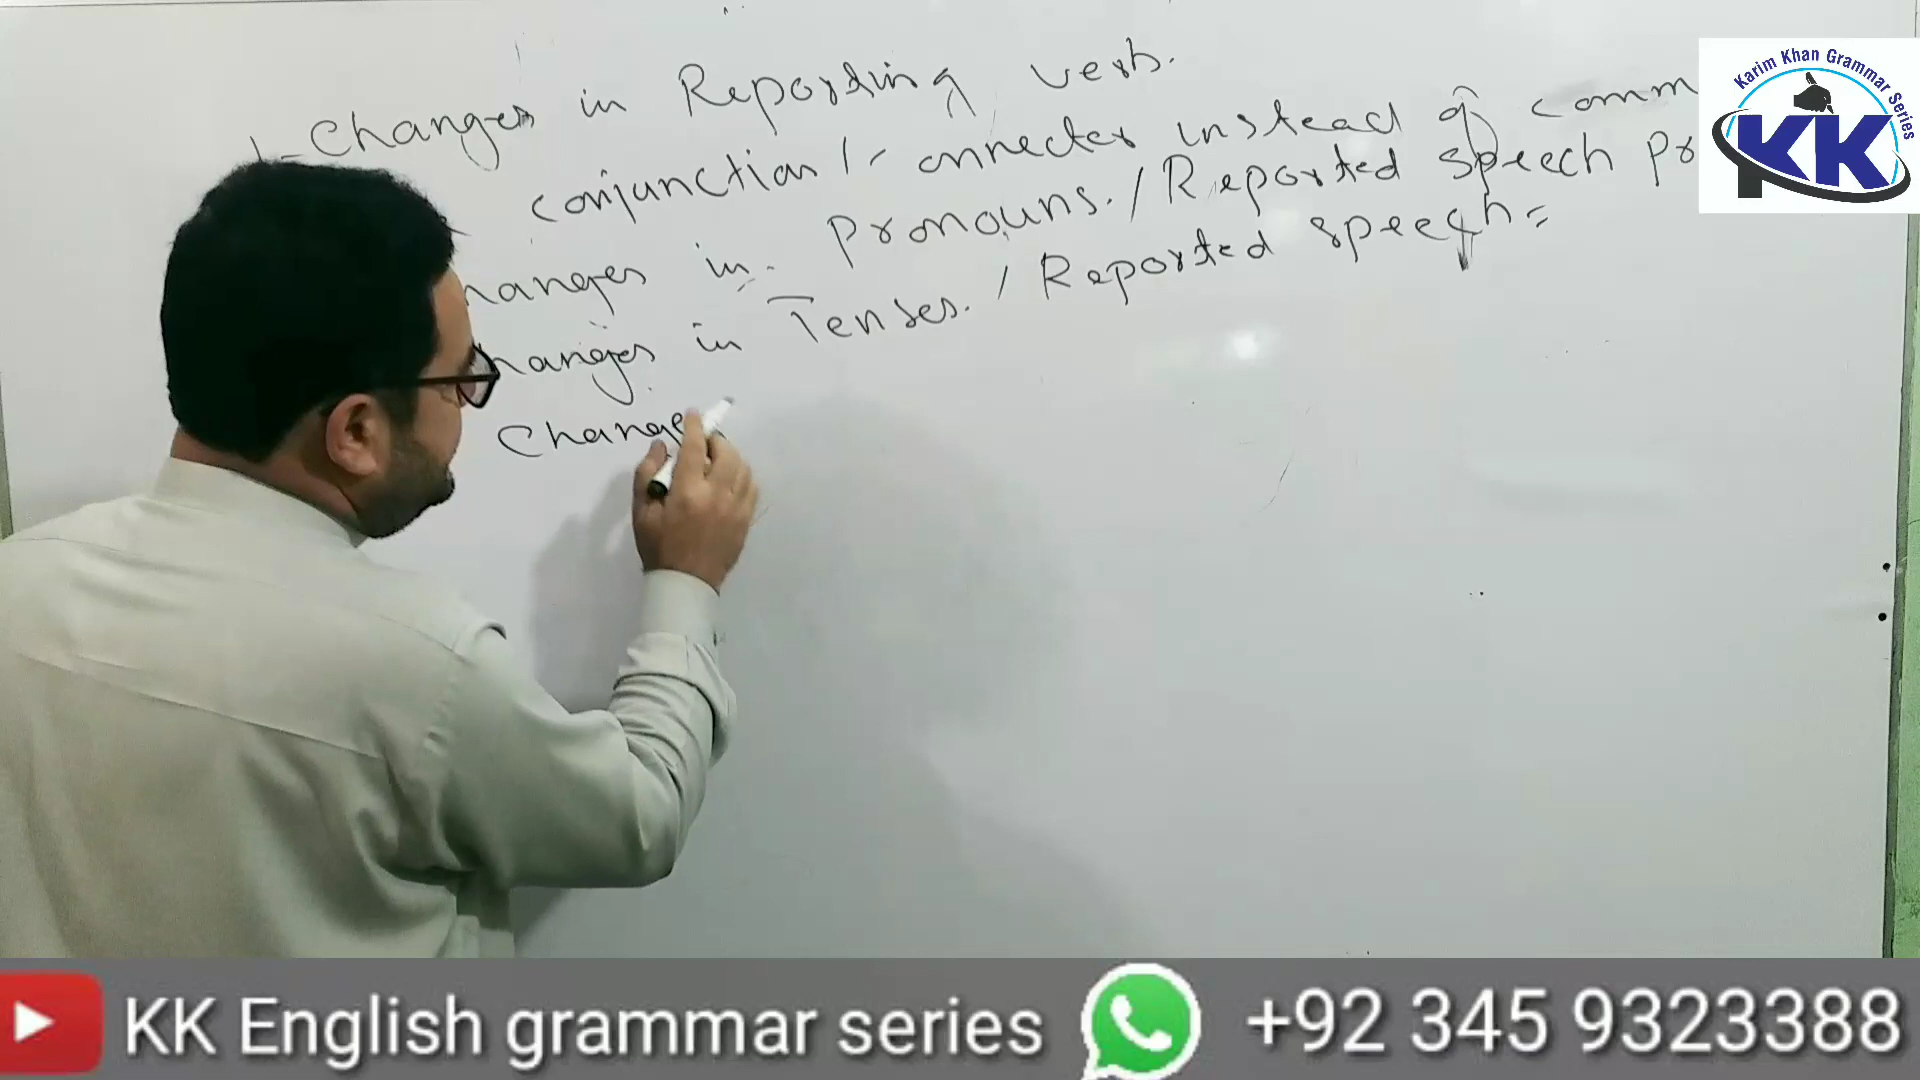 1- Changes in Reporting verb.
conjunction / connecter instead of comm
hanges in Pronouns. / Reported speech Pr
hanges in Tenses. / Reported speech
Change
Karim Khan Grammar Series
KK
KK English grammar series
+92 345 9323388